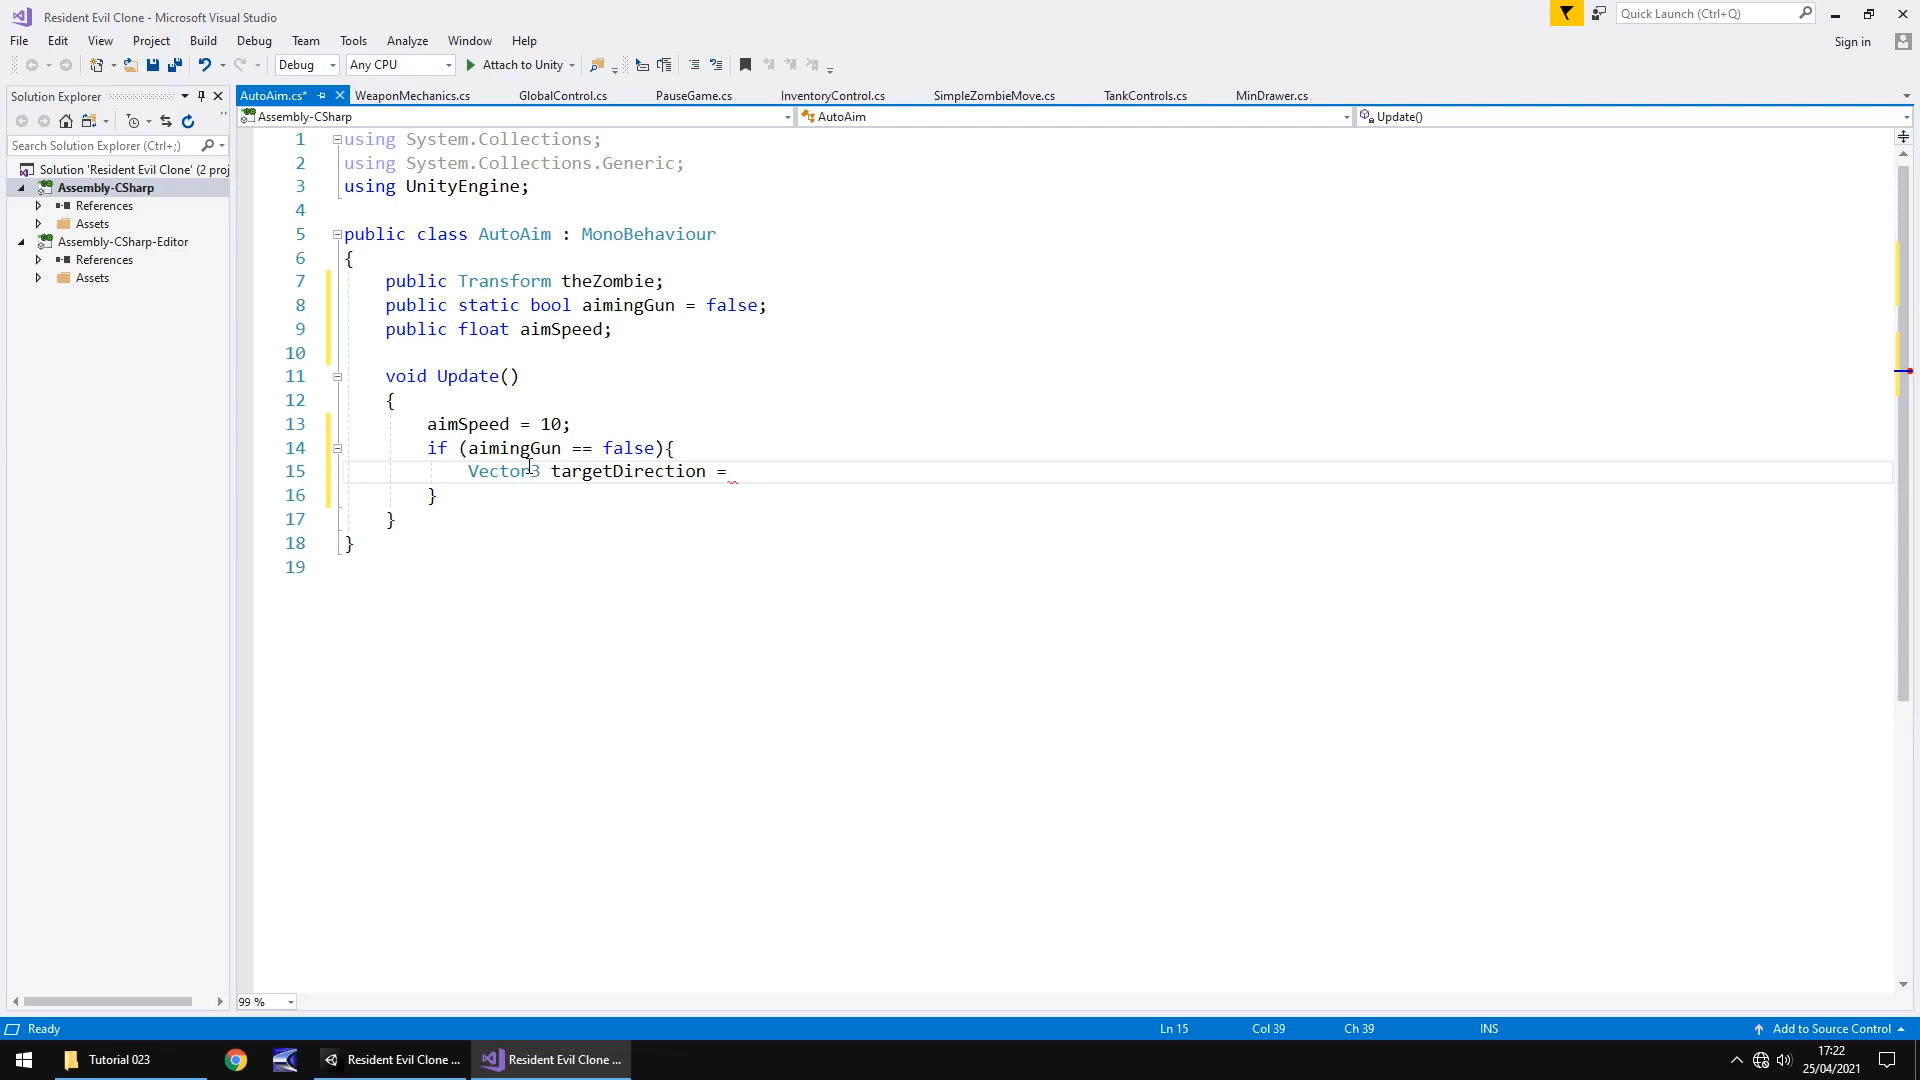 Resident Evil Clone - Microsoft Visual Studio
Quick Launch (Ctrl+Q)
File Edit View Project Build Debug Team Tools Analyze Window Help
Sign in
Debug Any CPU Attach to Unity
Solution Explorer
AutoAim.cs* WeaponMechanics.cs GlobalControl.cs PauseGame.cs InventoryControl.cs SimpleZombieMove.cs TankControls.cs MinDrawer.cs
Assembly-CSharp AutoAim Update()
Search Solution Explorer (Ctrl+;)
Solution 'Resident Evil Clone' (2 proj
Assembly-CSharp
References
Assets
Assembly-CSharp-Editor
References
Assets
1 using System.Collections;
2 using System.Collections.Generic;
3 using UnityEngine;
4
5 public class AutoAim : MonoBehaviour
6 {
7 public Transform theZombie;
8 public static bool aimingGun = false;
9 public float aimSpeed;
10
11 void Update()
12 {
13 aimSpeed = 10;
14 if (aimingGun == false){
15 Vector3 targetDirection =
16 }
17 }
18 }
19
99 %
Ready Ln 15 Col 39 Ch 39 INS Add to Source Control
Tutorial 023 Resident Evil Clone ... Resident Evil Clone ...
17:22
25/04/2021